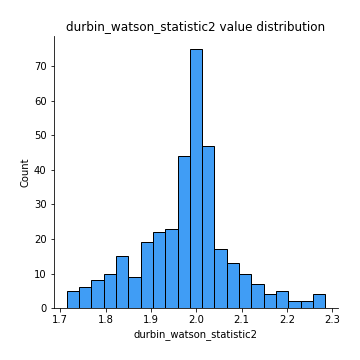 durbin_watson_statistic2 value distribution
Count
70
60
50
40
30
20
10
0
1.7 1.8 1.9 2.0 2.1 2.2 2.3
durbin_watson_statistic2